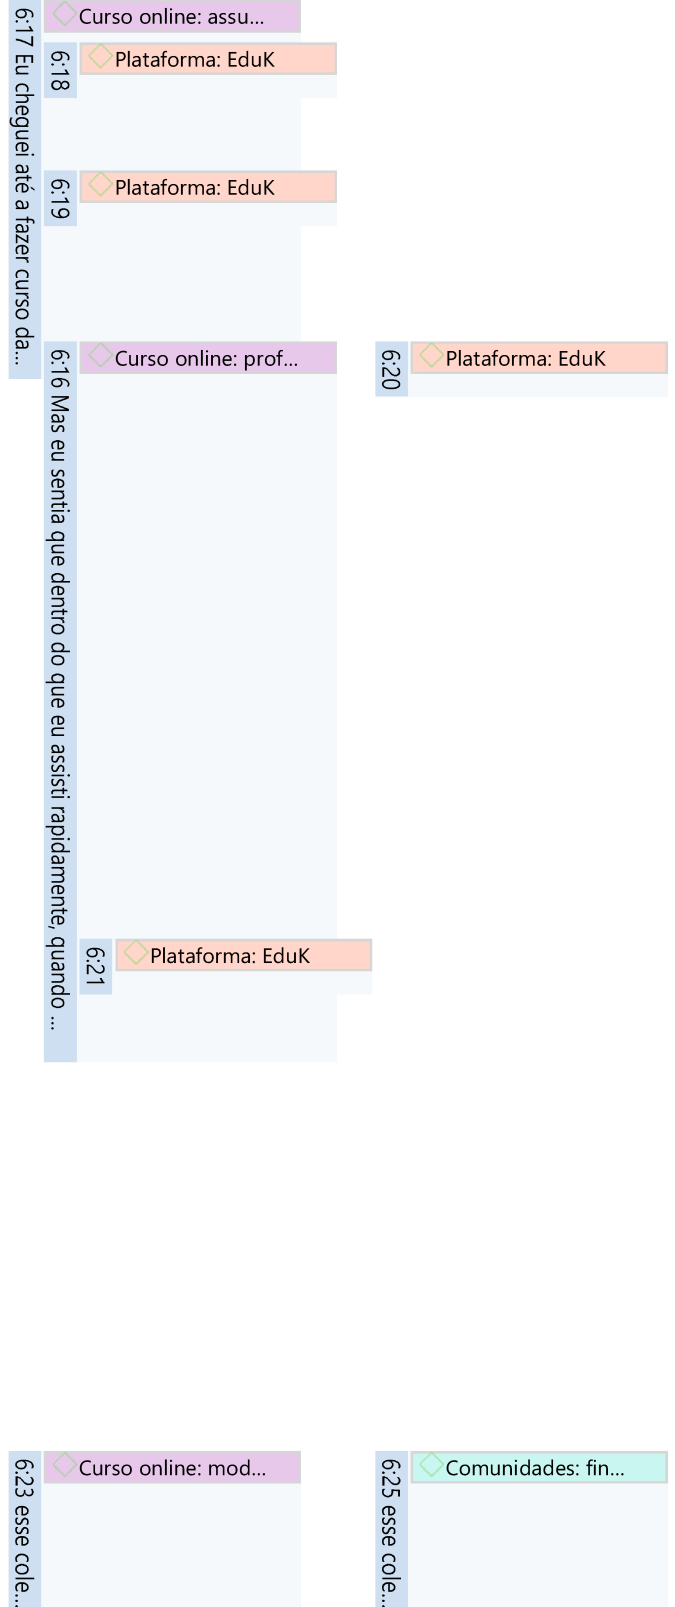 6:17 Eu cheguei até a fazer curso da...
Curso online: assu...
6:18
Plataforma: EduK
6:19
Plataforma: EduK
6:16 Mas eu sentia que dentro do que eu assisti rapidamente, quando ...
Curso online: prof...
6:20
Plataforma: EduK
6:21
Plataforma: EduK
6:23 esse cole...
Curso online: mod...
6:25 esse cole...
Comunidades: fin...